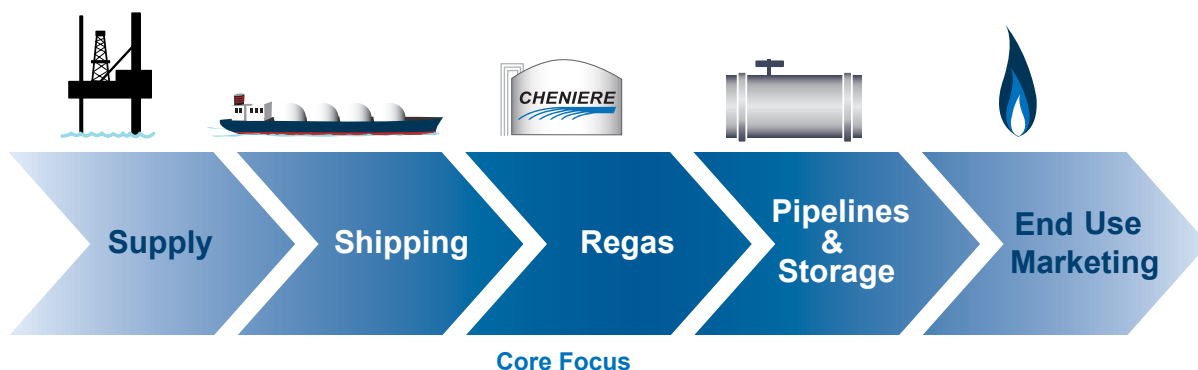 CHENIERE
Supply
Shipping
Regas
Pipelines
&
Storage
End Use
Marketing
Core Focus